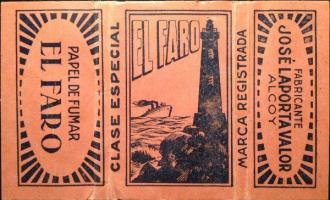 PAPEL DE FUMAR
EL FARO
CLASE ESPECIAL
EL FARO
MARCA REGISTRADA
FABRICANTE
JOSÉ LAPORTA VALOR
ALCOY